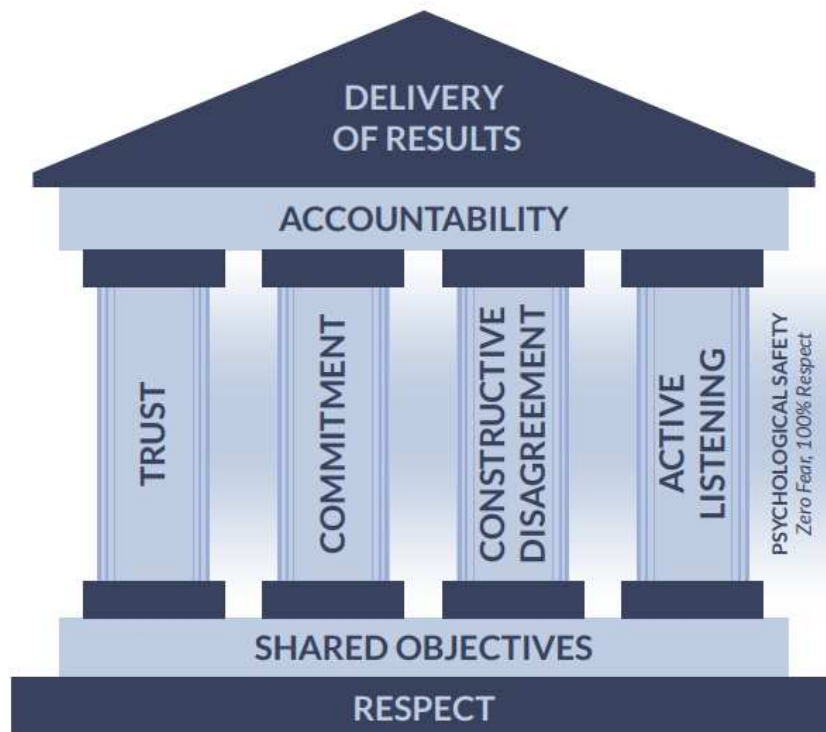 DELIVERY
OF RESULTS
ACCOUNTABILITY
TRUST
COMMITMENT
CONSTRUCTIVE
DISAGREEMENT
ACTIVE
LISTENING
PSYCHOLOGICAL SAFETY
Zero Fear, 100% Respect
SHARED OBJECTIVES
RESPECT